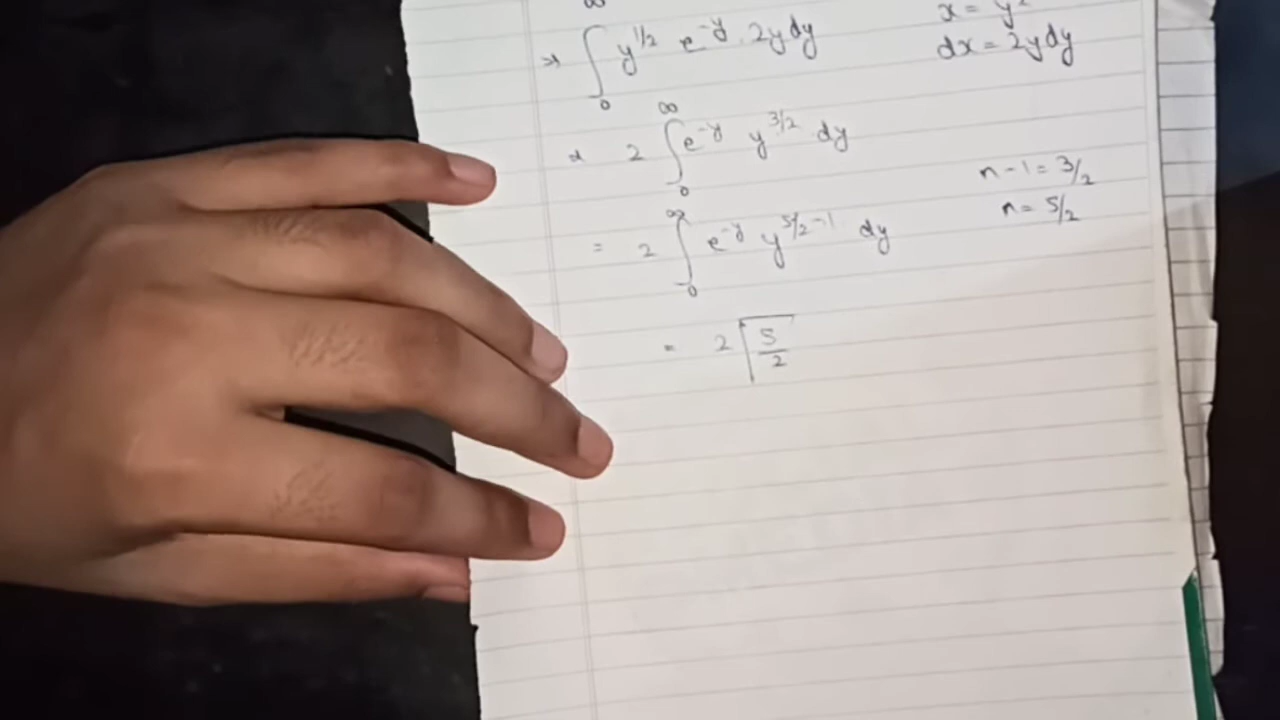 ⇒ ∫₀^∞ y^{1/2} e^{-y} . 2y dy
x = y²
dx = 2y dy
⇒ 2 ∫₀^∞ e^{-y} y^{3/2} dy
n - 1 = 3/2
n = 5/2
= 2 ∫₀^∞ e^{-y} y^{5/2 - 1} dy
= 2 Γ5/2